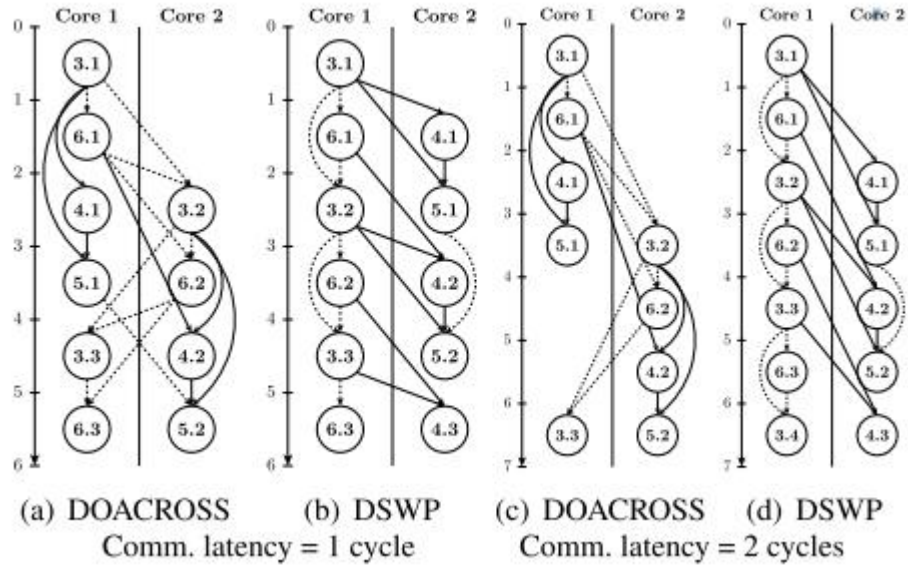 Core 1 Core 2 Core 1 Core 2 Core 1 Core 2 Core 1 Core 2
0 0 0 0
3.1 3.1 3.1 3.1
1 1 1 1
6.1 6.1 4.1 6.1 6.1
2 2 2 2
4.1 3.2 3.2 5.1 4.1 3.2 4.1
3 3 3 3
5.1 6.2 6.2 4.2 5.1 3.2 6.2 5.1
4 4 4 4
3.3 4.2 3.3 5.2 6.2 3.3 4.2
5 5 5 5
6.3 5.2 6.3 4.3 4.2 6.3 5.2
6 6 6 6
3.3 5.2 3.4 4.3
7 7
(a) DOACROSS (b) DSWP (c) DOACROSS (d) DSWP
Comm. latency = 1 cycle Comm. latency = 2 cycles